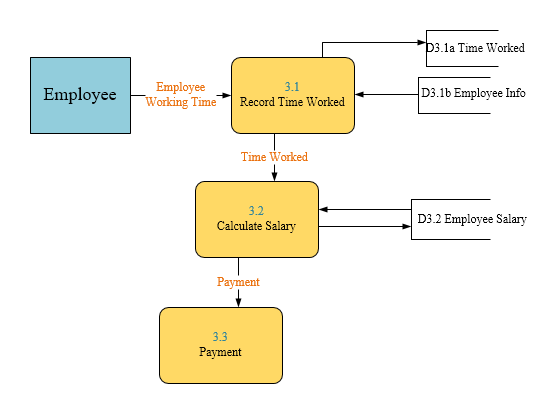 D3.1a Time Worked
Employee
Employee
Working Time
3.1
Record Time Worked
D3.1b Employee Info
Time Worked
3.2
Calculate Salary
D3.2 Employee Salary
Payment
3.3
Payment